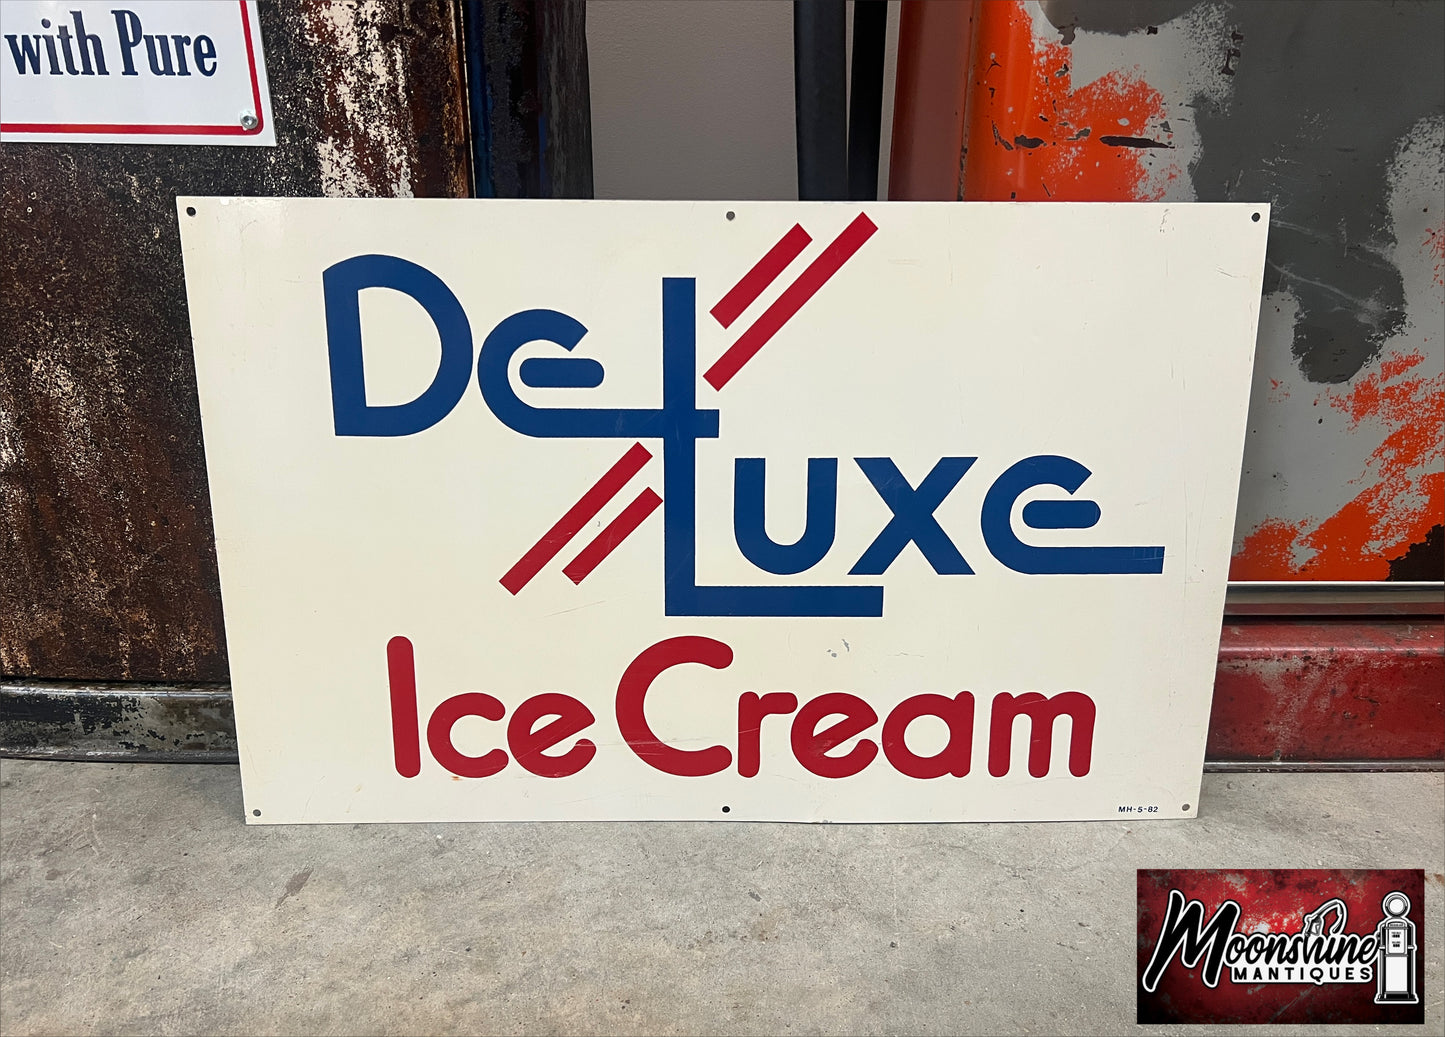 with Pure
DeLuxe
Ice Cream
MH-5-82
Moonshine
MANTIQUES